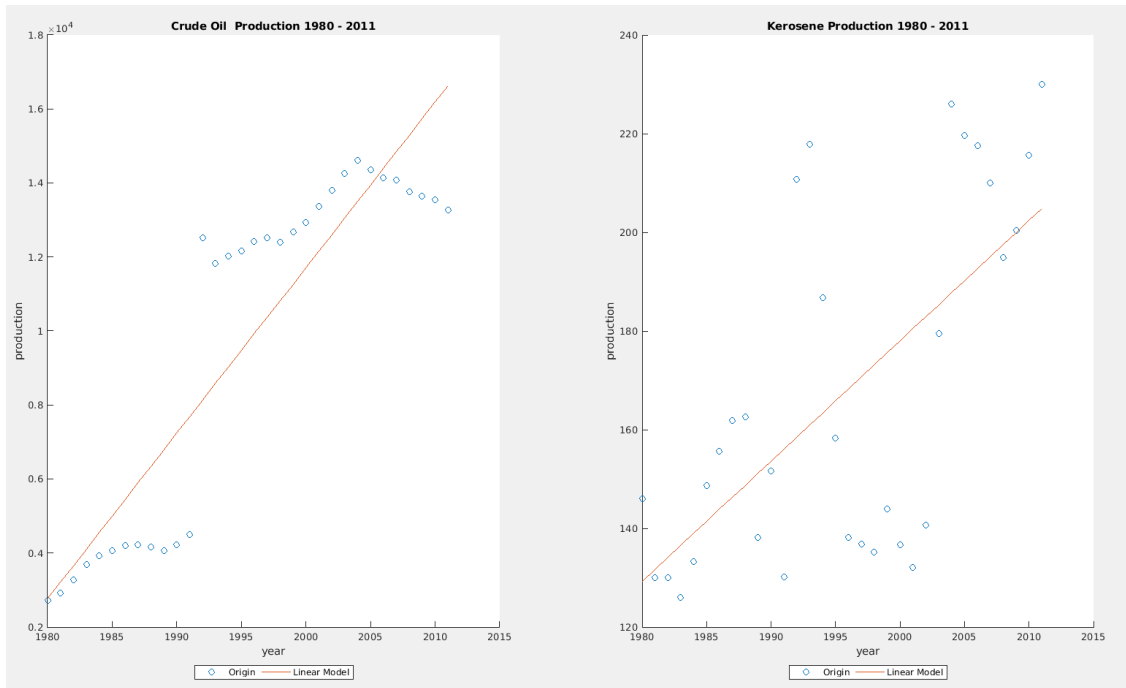 Crude Oil  Production 1980 - 2011
×10⁴
1.8
1.6
1.4
1.2
1
0.8
0.6
0.4
0.2
production
1980 1985 1990 1995 2000 2005 2010 2015
year
Origin Linear Model
Kerosene Production 1980 - 2011
240
220
200
180
160
140
120
production
1980 1985 1990 1995 2000 2005 2010 2015
year
Origin Linear Model